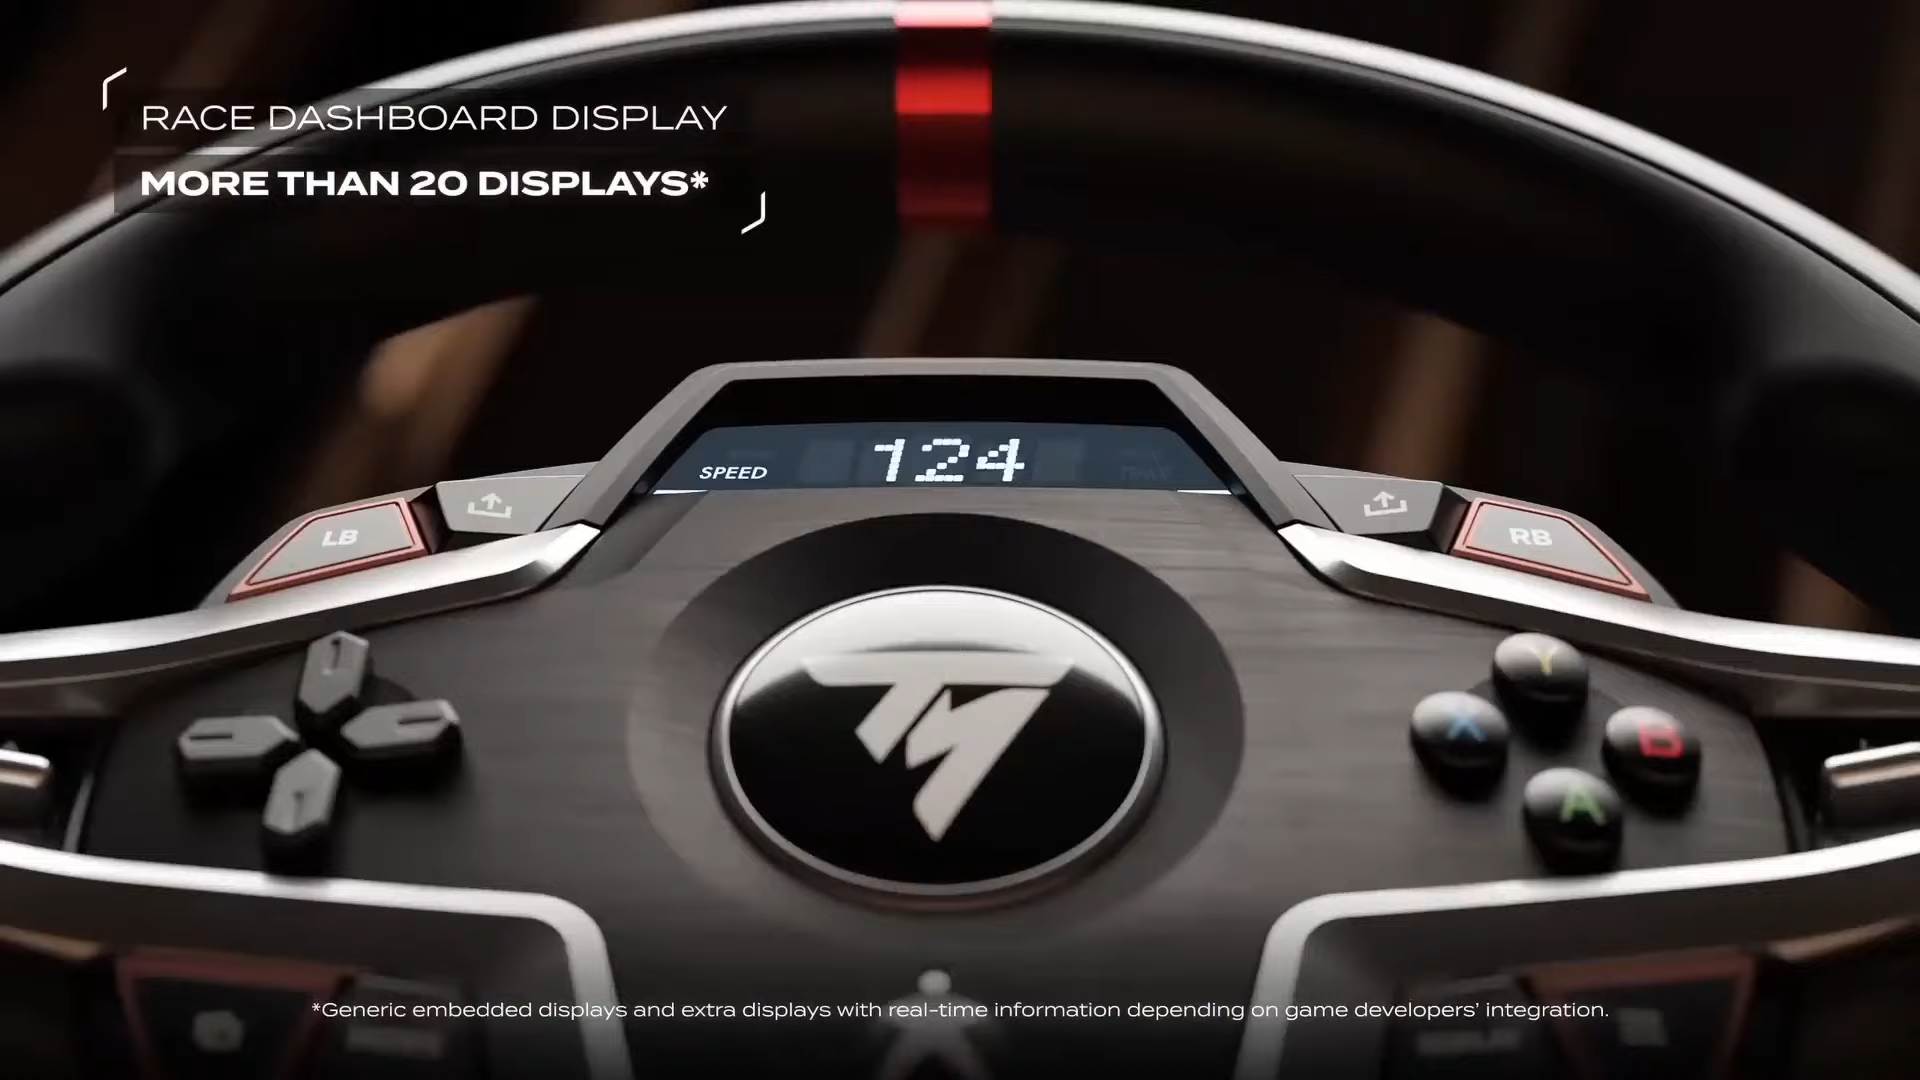 RACE DASHBOARD DISPLAY
MORE THAN 20 DISPLAYS*
SPEED
124
LB
RB
Y
X
B
A
TM
*Generic embedded displays and extra displays with real-time information depending on game developers' integration.